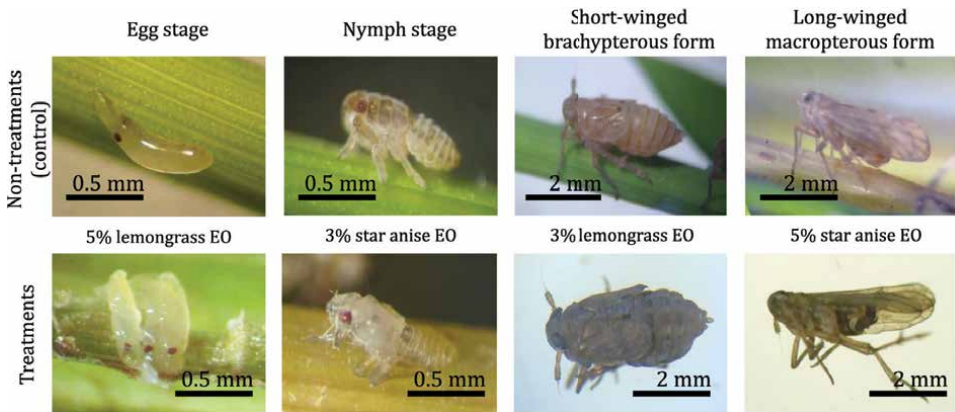 Egg stage
Nymph stage
Short-winged
brachypterous form
Long-winged
macropterous form
Non-treatments
(control)
0.5 mm
0.5 mm
2 mm
2 mm
5% lemongrass EO
3% star anise EO
3% lemongrass EO
5% star anise EO
Treatments
0.5 mm
0.5 mm
2 mm
2 mm